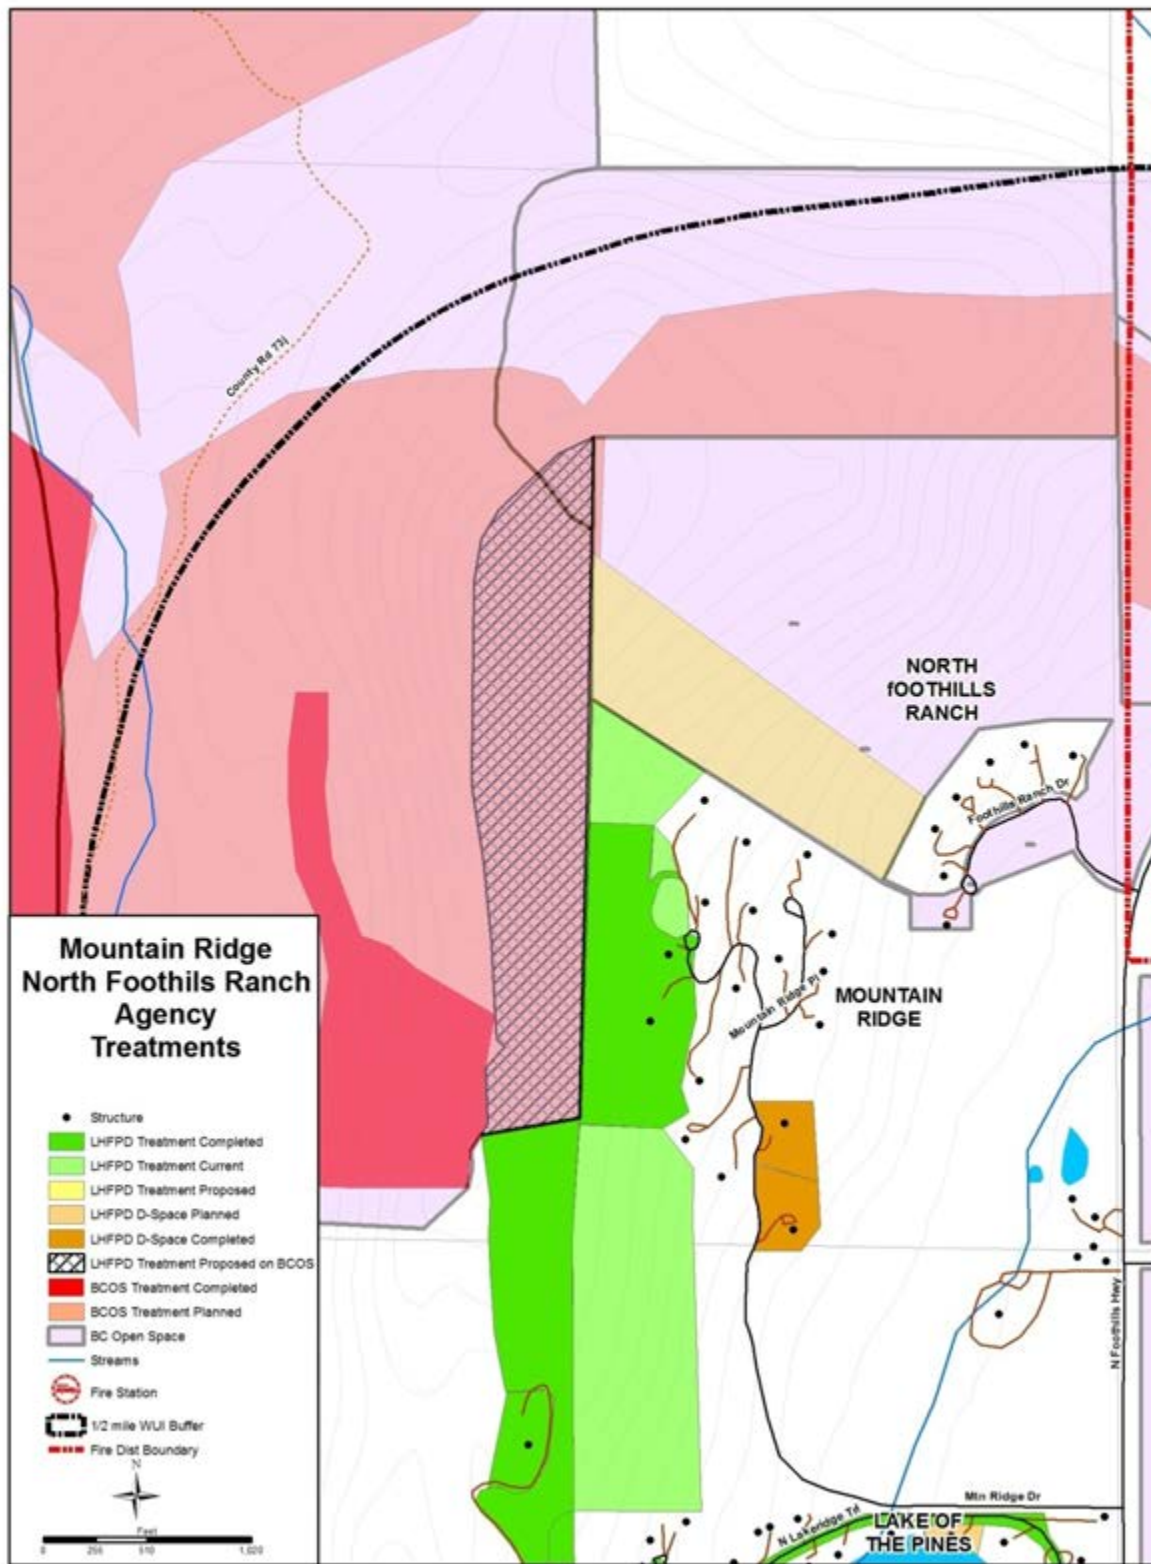 County Rd 73j
NORTH
fOOTHILLS
RANCH
Foothills Ranch Dr
Mountain Ridge Pl
MOUNTAIN
RIDGE
Mountain Ridge
North Foothils Ranch
Agency
Treatments
Structure
LHFPD Treatment Completed
LHFPD Treatment Current
LHFPD Treatment Proposed
LHFPD D-Space Planned
LHFPD D-Space Completed
LHFPD Treatment Proposed on BCOS
BCOS Treatment Completed
BCOS Treatment Planned
BC Open Space
Streams
Fire Station
1/2 mile WUI Buffer
Fire Dist Boundary
N
Feet
0 255 510 1,020
N Foothills Hwy
Mtn Ridge Dr
N Lakeridge Trl
LAKE OF
THE PINES